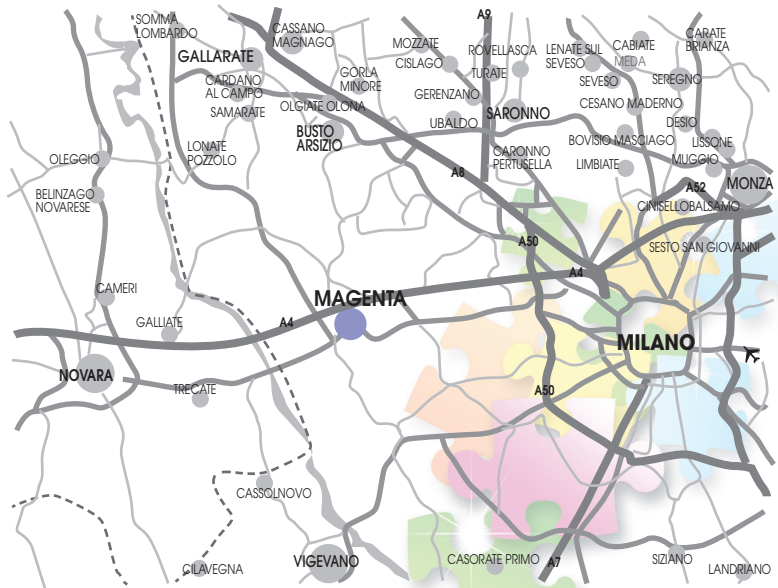 A9
SOMMA
LOMBARDO
CASSANO
MAGNAGO
GALLARATE
MOZZATE
CISLAGO
ROVELLASCA
TURATE
LENATE SUL
SEVESO
CABIATE
MEDA
CARATE
BRIANZA
SEVESO
SEREGNO
CARDANO
AL CAMPO
SAMARATE
GORLA
MINORE
OLGIATE OLONA
GERENZANO
UBALDO
SARONNO
CESANO MADERNO
DESIO
BUSTO
ARSIZIO
BOVISIO MASCIAGO
LISSONE
LIMBIATE
MUGGIO
LONATE
POZZOLO
OLEGGIO
CARONNO
PERTUSELLA
A8
A52
MONZA
BELINZAGO
NOVARESE
CINISELLOBALSAMO
A50
SESTO SAN GIOVANNI
A4
CAMERI
MAGENTA
GALLIATE
A4
MILANO
NOVARA
TRECATE
A50
CASSOLNOVO
CILAVEGNA
VIGEVANO
CASORATE PRIMO
A7
SIZIANO
LANDRIANO